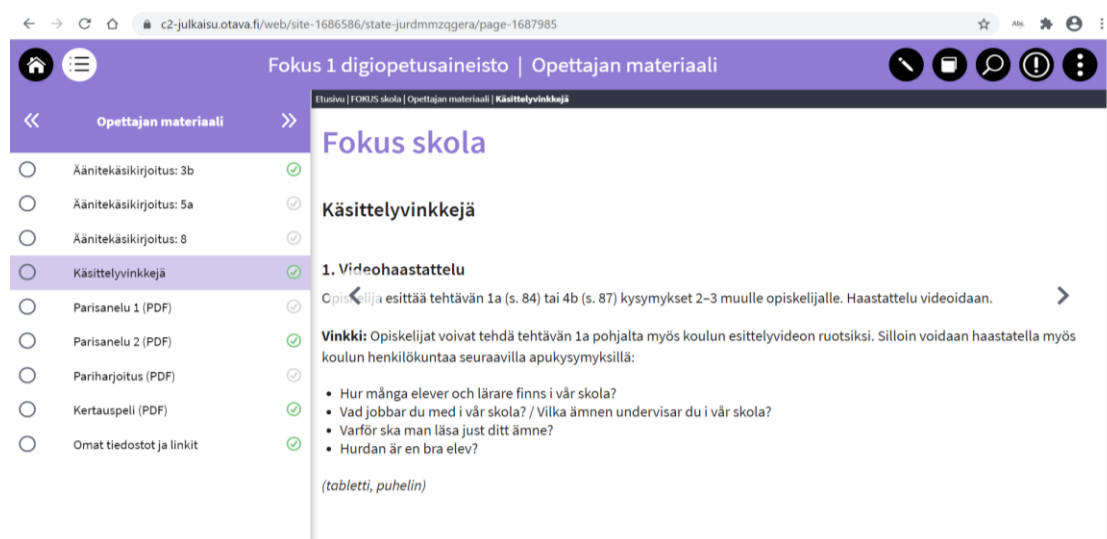 c2-julkaisu.otava.fi/web/site-1686586/state-jurdmmzqgera/page-1687985
Fokus 1 digiopetusaineisto | Opettajan materiaali
Etusivu | FOKUS skola | Opettajan materiaali | Käsittelyvinkkejä
Opettajan materiaali
Äänitekäsikirjoitus: 3b
Äänitekäsikirjoitus: 5a
Äänitekäsikirjoitus: 8
Käsittelyvinkkejä
Parisanelu 1 (PDF)
Parisanelu 2 (PDF)
Pariharjoitus (PDF)
Kertauspeli (PDF)
Omat tiedostot ja linkit
Fokus skola
Käsittelyvinkkejä
1. Videohaastattelu
Opiskelija esittää tehtävän 1a (s. 84) tai 4b (s. 87) kysymykset 2–3 muulle opiskelijalle. Haastattelu videoidaan.
Vinkki: Opiskelijat voivat tehdä tehtävän 1a pohjalta myös koulun esittelyvideon ruotsiksi. Silloin voidaan haastatella myös
koulun henkilökuntaa seuraavilla apukysymyksillä:
• Hur många elever och lärare finns i vår skola?
• Vad jobbar du med i vår skola? / Vilka ämnen undervisar du i vår skola?
• Varför ska man läsa just ditt ämne?
• Hurdan är en bra elev?
(tabletti, puhelin)